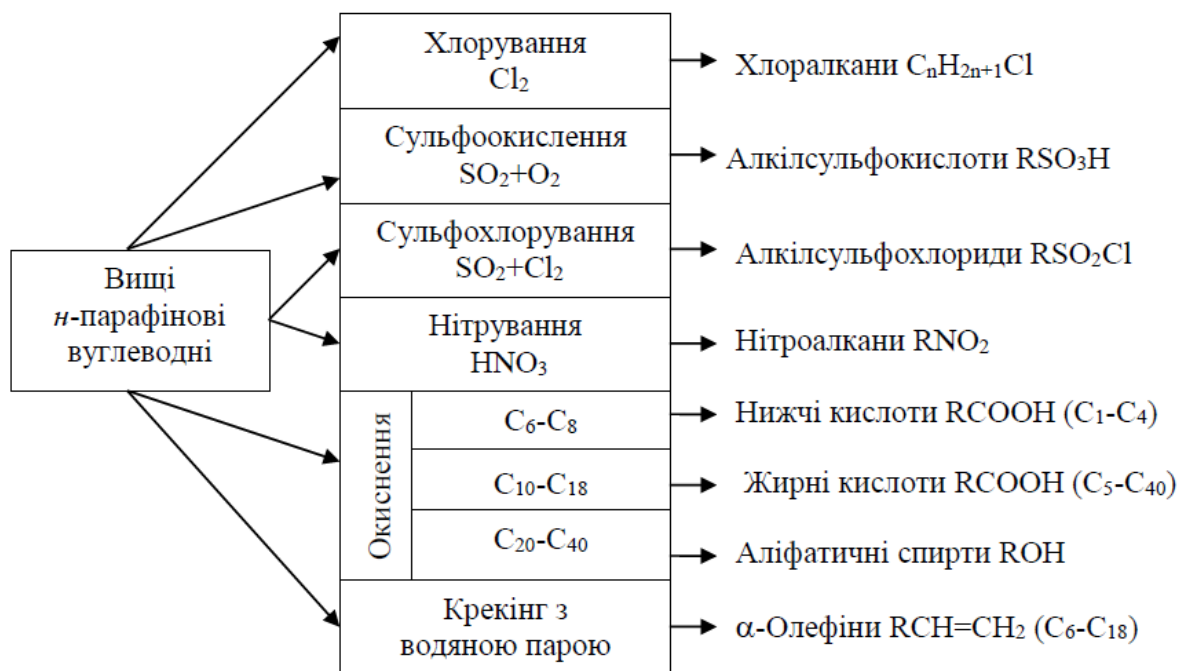 Вищі
н-парафінові
вуглеводні
Хлорування
Cl₂
Хлоралкани CₙH₂ₙ₊₁Cl
Сульфоокислення
SO₂+O₂
Алкілсульфокислоти RSO₃H
Сульфохлорування
SO₂+Cl₂
Алкілсульфохлориди RSO₂Cl
Нітрування
HNO₃
Нітроалкани RNO₂
Окиснення
C₆-C₈
Нижчі кислоти RCOOH (C₁-C₄)
C₁₀-C₁₈
Жирні кислоти RCOOH (C₅-C₄₀)
C₂₀-C₄₀
Аліфатичні спирти ROH
Крекінг з
водяною парою
α-Олефіни RCH=CH₂ (C₆-C₁₈)